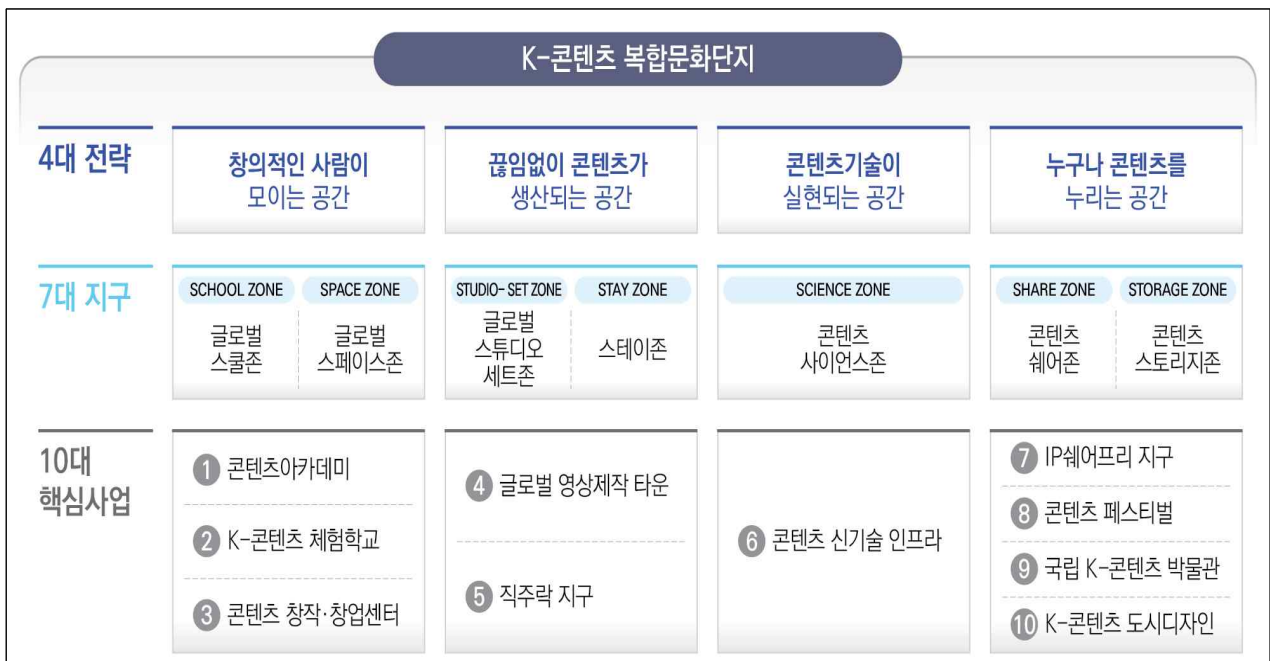 K-콘텐츠 복합문화단지
4대 전략
창의적인 사람이
모이는 공간
끊임없이 콘텐츠가
생산되는 공간
콘텐츠기술이
실현되는 공간
누구나 콘텐츠를
누리는 공간
7대 지구
SCHOOL ZONE
글로벌
스쿨존
SPACE ZONE
글로벌
스페이스존
STUDIO-SET ZONE
글로벌
스튜디오
세트존
STAY ZONE
스테이존
SCIENCE ZONE
콘텐츠
사이언스존
SHARE ZONE
콘텐츠
쉐어존
STORAGE ZONE
콘텐츠
스토리지존
10대
핵심사업
1 콘텐츠아카데미
2 K-콘텐츠 체험학교
3 콘텐츠 창작·창업센터
4 글로벌 영상제작 타운
5 직주락 지구
6 콘텐츠 신기술 인프라
7 IP쉐어프리 지구
8 콘텐츠 페스티벌
9 국립 K-콘텐츠 박물관
10 K-콘텐츠 도시디자인